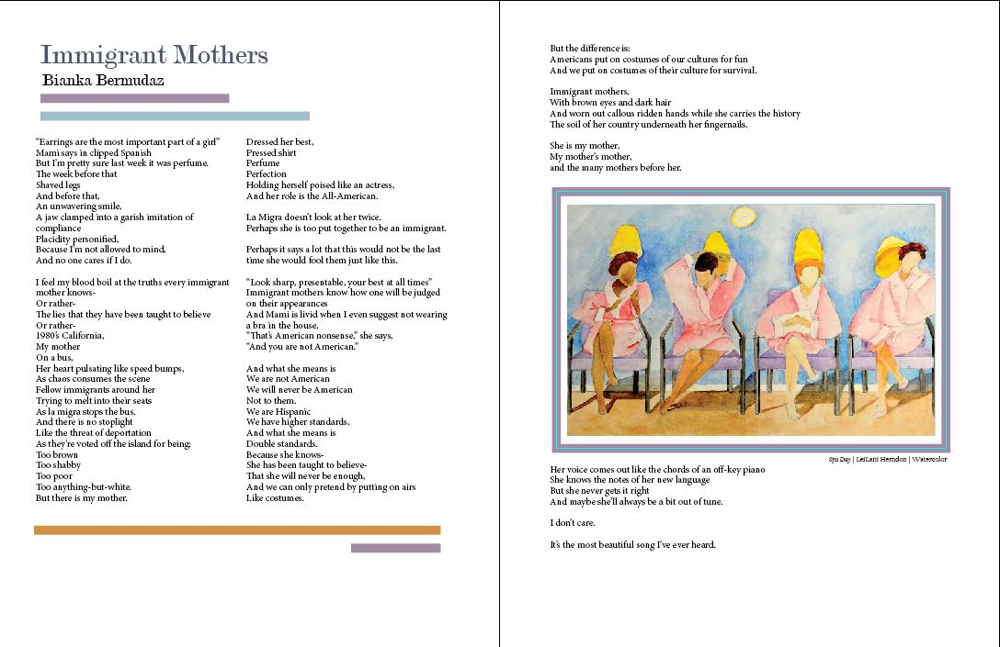 Immigrant Mothers
Bianka Bermudaz
“Earrings are the most important part of a girl”
Mami says in clipped Spanish
But I’m pretty sure last week it was perfume.
The week before that
Shaved legs
And before that,
An unwavering smile,
A jaw clamped into a garish imitation of
compliance
Placidity personified,
Because I’m not allowed to mind,
And no one cares if I do.
I feel my blood boil at the truths every immigrant
mother knows-
Or rather-
The lies that they have been taught to believe
Or rather-
1980’s California,
My mother
On a bus,
Her heart pulsating like speed bumps,
As chaos consumes the scene
Fellow immigrants around her
Trying to melt into their seats
As la migra stops the bus.
And there is no stoplight
Like the threat of deportation
As they’re voted off the island for being:
Too brown
Too shabby
Too poor
Too anything-but-white.
But there is my mother.
Dressed her best,
Pressed shirt
Perfume
Perfection
Holding herself poised like an actress,
And her role is the All-American.
La Migra doesn’t look at her twice.
Perhaps she is too put together to be an immigrant.
Perhaps it says a lot that this would not be the last
time she would fool them just like this.
“Look sharp, presentable, your best at all times”
Immigrant mothers know how one will be judged
on their appearances
And Mami is livid when I even suggest not wearing
a bra in the house,
“That’s American nonsense,” she says,
“And you are not American.”
And what she means is
We are not American
We will never be American
Not to them.
We are Hispanic
We have higher standards,
And what she means is
Double standards.
Because she knows-
She has been taught to believe-
That she will never be enough,
And we can only pretend by putting on airs
Like costumes.
But the difference is:
Americans put on costumes of our cultures for fun
And we put on costumes of their culture for survival.
Immigrant mothers,
With brown eyes and dark hair
And worn out callous ridden hands while she carries the history
The soil of her country underneath her fingernails.
She is my mother,
My mother’s mother,
and the many mothers before her.
Spa Day | LeiLani Herndon | Watercolor
Her voice comes out like the chords of an off-key piano
She knows the notes of her new language
But she never gets it right
And maybe she’ll always be a bit out of tune.
I don’t care.
It’s the most beautiful song I’ve ever heard.